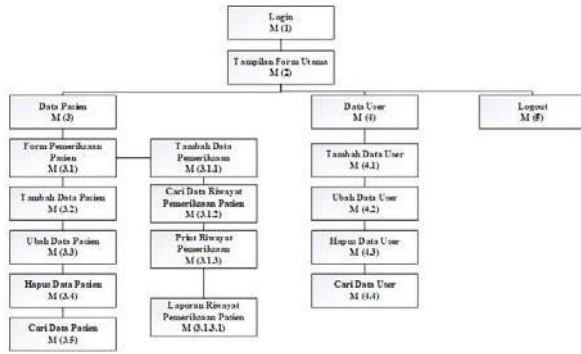 Login
M (1)
Tampilan Form Utama
M (2)
Data Pasien
M (3)
Data User
M (4)
Logout
M (5)
Form Pemeriksaan
Pasien
M (3.1)
Tambah Data
Pemeriksaan
M (3.1.1)
Tambah Data User
M (4.1)
Tambah Data Pasien
M (3.2)
Cari Data Riwayat
Pemeriksaan Pasien
M (3.1.2)
Ubah Data User
M (4.2)
Ubah Data Pasien
M (3.3)
Print Riwayat
Pemeriksaan
M (3.1.3)
Hapus Data User
M (4.3)
Hapus Data Pasien
M (3.4)
Laporan Riwayat
Pemeriksaan Pasien
M (3.1.3.1)
Cari Data User
M (4.4)
Cari Data Pasien
M (3.5)